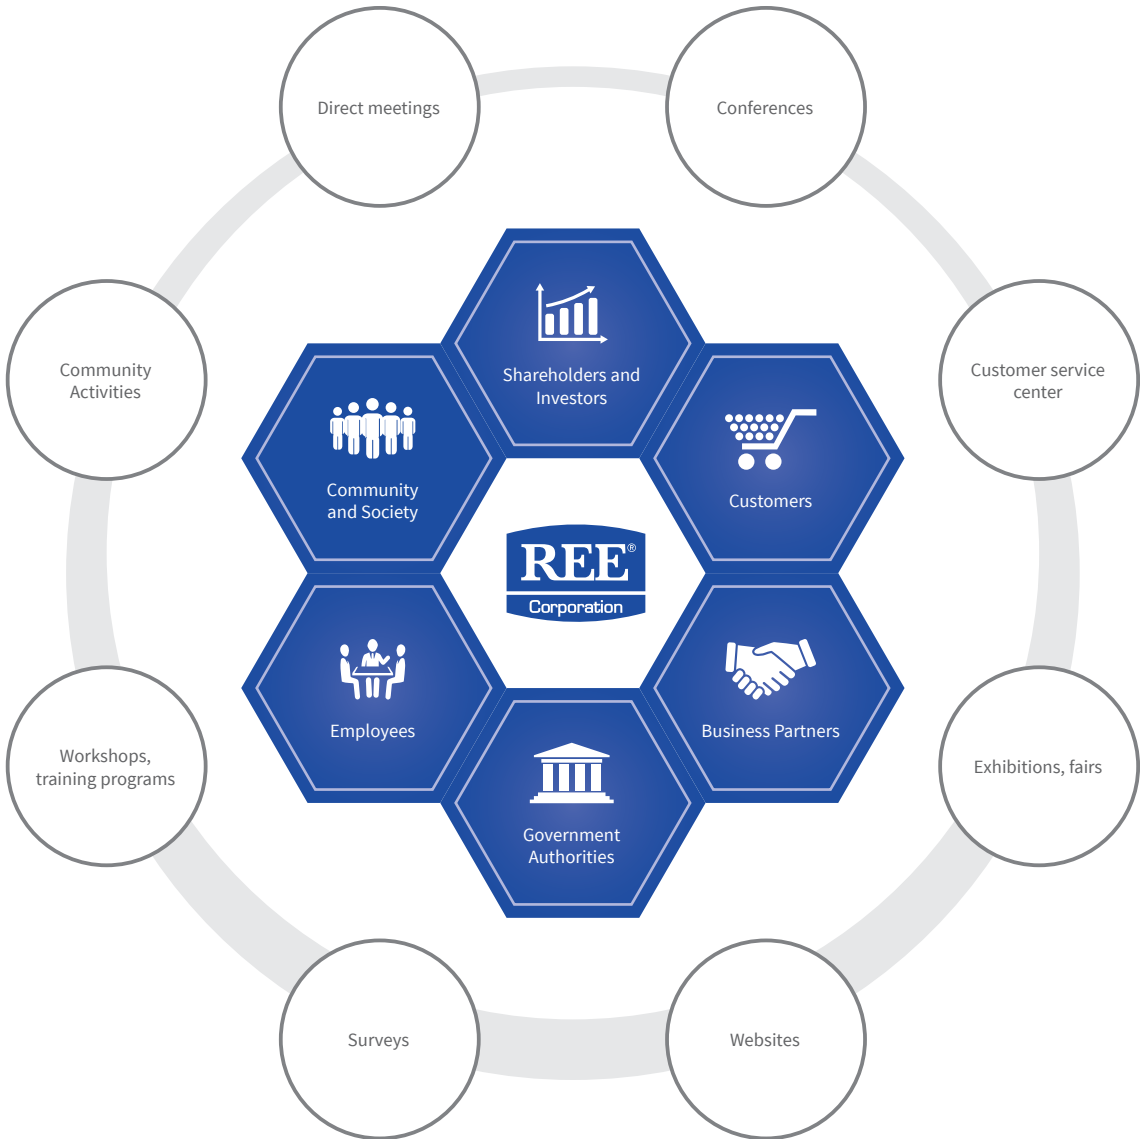 Direct meetings
Conferences
Shareholders and
Investors
Community
Activities
Customer service
center
Community
and Society
Customers
REE®
Corporation
Employees
Business Partners
Workshops,
training programs
Exhibitions, fairs
Government
Authorities
Surveys
Websites